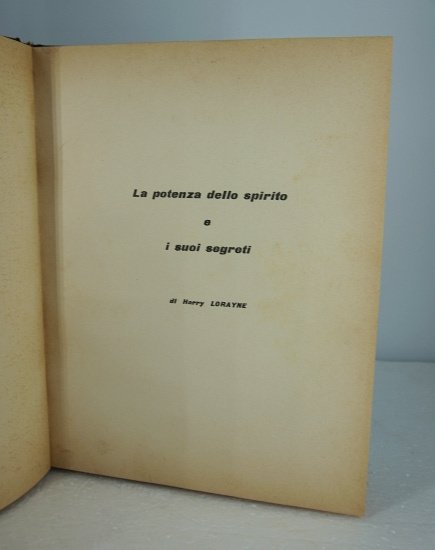 La potenza dello spirito
e
i suoi segreti
di Harry LORAYNE